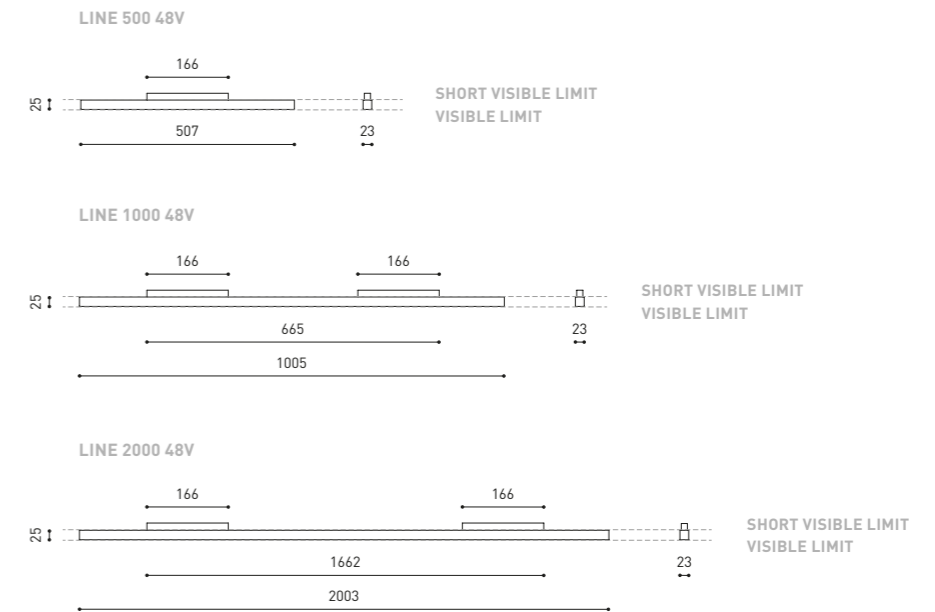 LINE 500 48V
166
25
SHORT VISIBLE LIMIT
VISIBLE LIMIT
507
23
LINE 1000 48V
166
166
25
SHORT VISIBLE LIMIT
VISIBLE LIMIT
665
23
1005
LINE 2000 48V
166
166
25
SHORT VISIBLE LIMIT
VISIBLE LIMIT
1662
23
2003